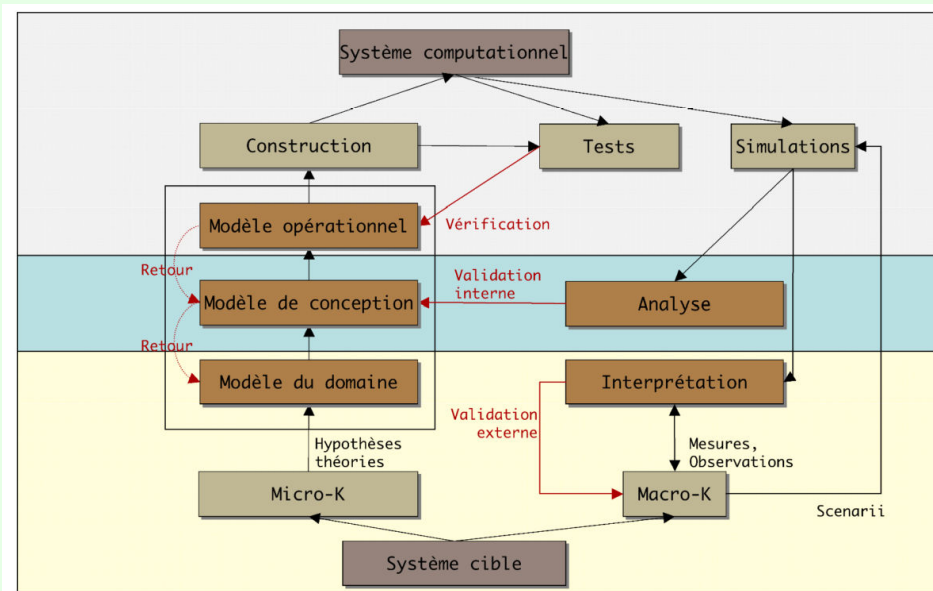 Système computationnel
Construction
Tests
Simulations
Modèle opérationnel
Vérification
Retour
Validation
interne
Modèle de conception
Analyse
Retour
Modèle du domaine
Interprétation
Validation
externe
Hypothèses
théories
Mesures,
Observations
Micro-K
Macro-K
Scenarii
Système cible